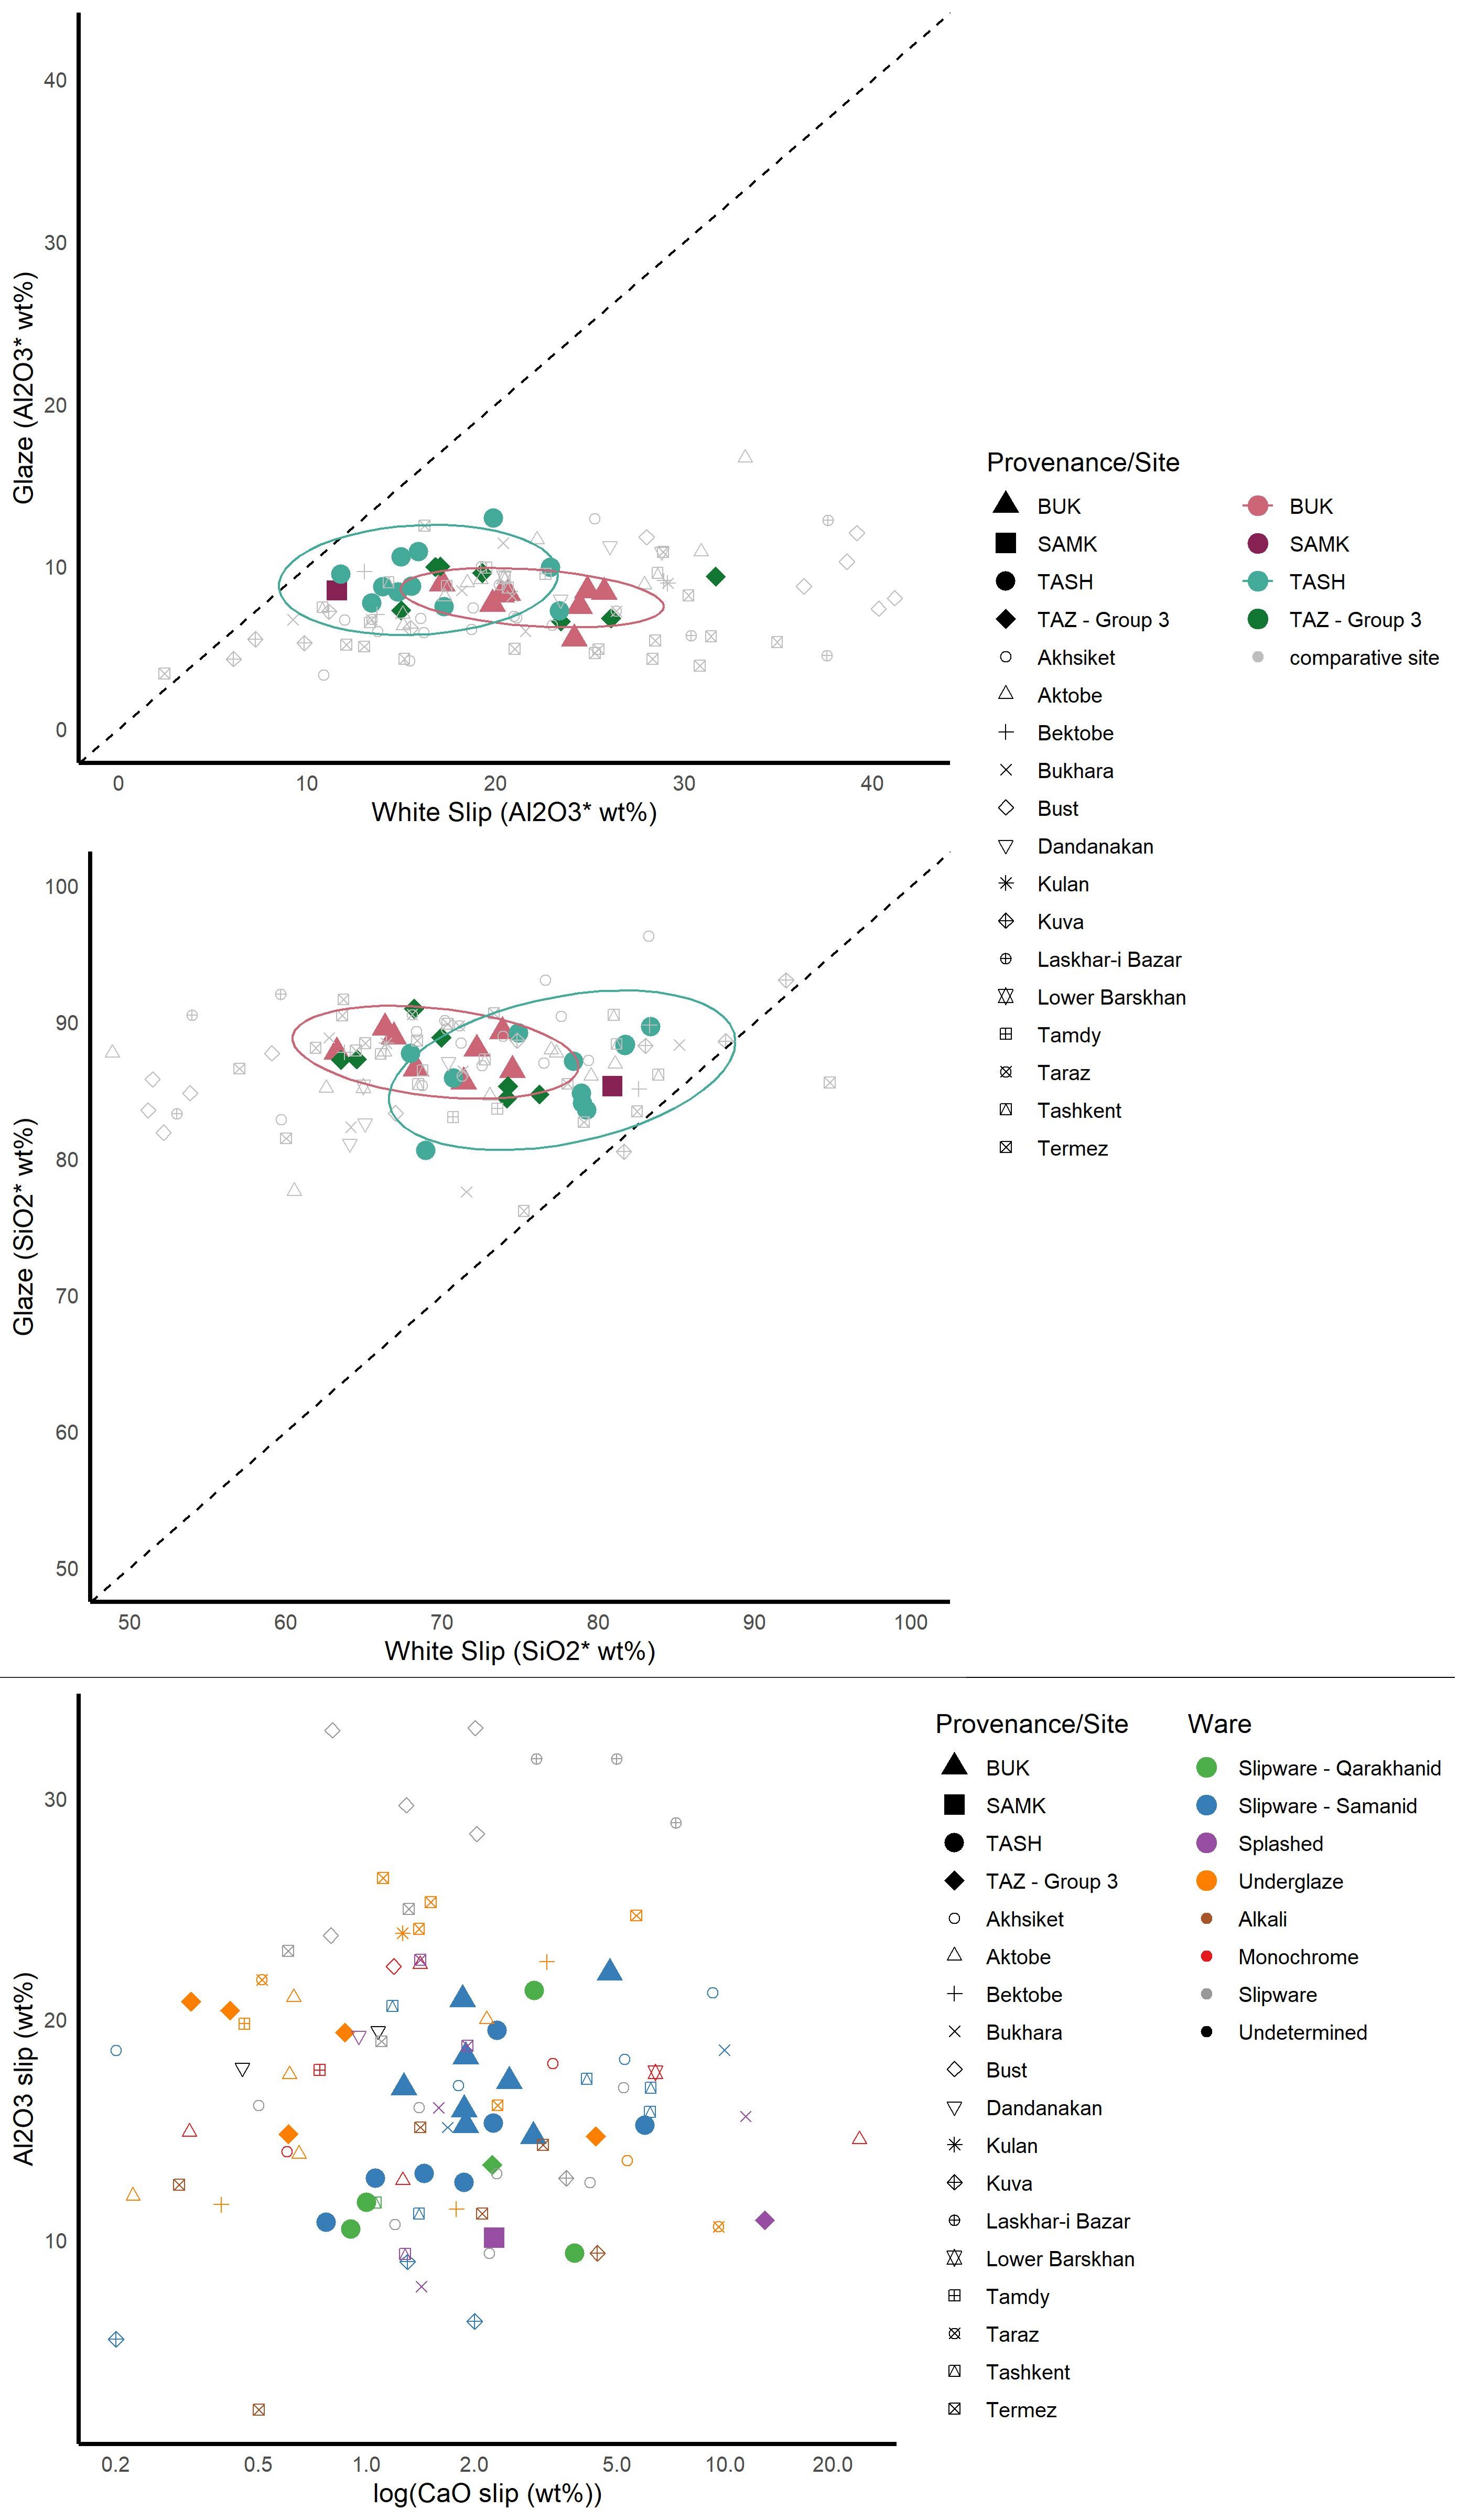 40
30
20
10
0
Glaze (Al2O3* wt%)
0 10 20 30 40
White Slip (Al2O3* wt%)
100
90
80
70
60
50
Glaze (SiO2* wt%)
50 60 70 80 90 100
White Slip (SiO2* wt%)
Provenance/Site
BUK BUK
SAMK SAMK
TASH TASH
TAZ - Group 3 TAZ - Group 3
Akhsiket comparative site
Aktobe
Bektobe
Bukhara
Bust
Dandanakan
Kulan
Kuva
Laskhar-i Bazar
Lower Barskhan
Tamdy
Taraz
Tashkent
Termez
30
20
10
Al2O3 slip (wt%)
0.2 0.5 1.0 2.0 5.0 10.0 20.0
log(CaO slip (wt%))
Provenance/Site Ware
BUK Slipware - Qarakhanid
SAMK Slipware - Samanid
TASH Splashed
TAZ - Group 3 Underglaze
Akhsiket Alkali
Aktobe Monochrome
Bektobe Slipware
Bukhara Undetermined
Bust
Dandanakan
Kulan
Kuva
Laskhar-i Bazar
Lower Barskhan
Tamdy
Taraz
Tashkent
Termez